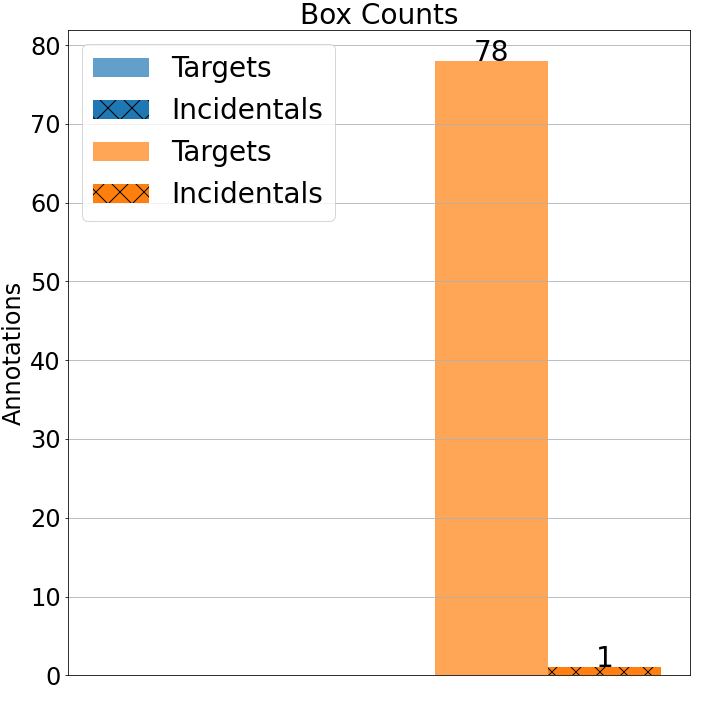 Box Counts
80
70
60
50
40
30
20
10
0
Annotations
Targets
Incidentals
Targets
Incidentals
78
1